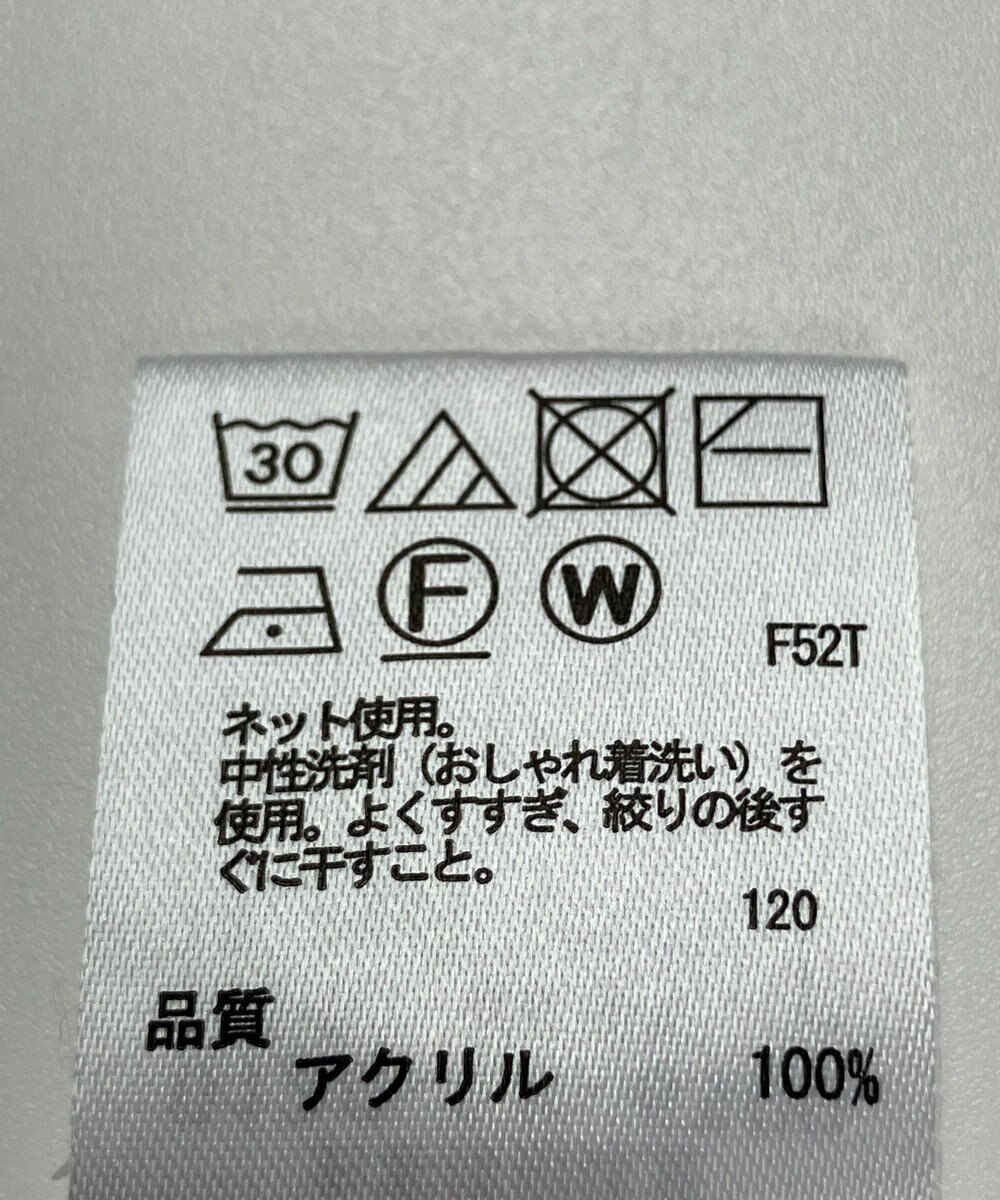 30
F W F52T
ネット使用。
中性洗剤（おしゃれ着洗い）を
使用。よくすすぎ、絞りの後す
ぐに干すこと。
120
品質
アクリル 100%